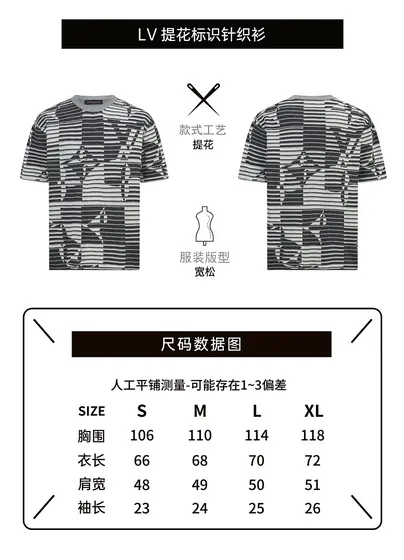 LV 提花标识针织衫
款式工艺
提花
服装版型
宽松
尺码数据图
人工平铺测量-可能存在1~3偏差
SIZE S M L XL
胸围 106 110 114 118
衣长 66 68 70 72
肩宽 48 49 50 51
袖长 23 24 25 26